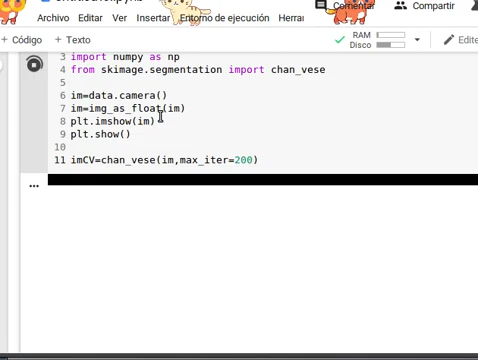 Comentar
Compartir
Archivo Editar Ver Insertar Entorno de ejecución Herra
+ Código + Texto
RAM
Disco
3 import numpy as np
4 from skimage.segmentation import chan_vese
5
6 im=data.camera()
7 im=img_as_float(im)
8 plt.imshow(im)
9 plt.show()
10
11 imCV=chan_vese(im,max_iter=200)